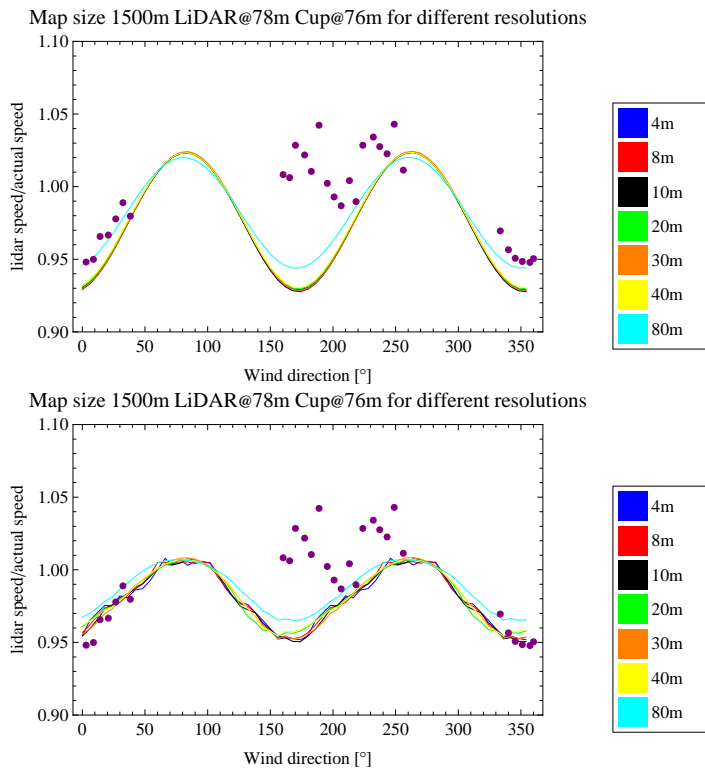 Map size 1500m LiDAR@78m Cup@76m for different resolutions
1.10
1.05
1.00
0.95
0.90
lidar speed/actual speed
0 50 100 150 200 250 300 350
Wind direction [°]
4m
8m
10m
20m
30m
40m
80m
Map size 1500m LiDAR@78m Cup@76m for different resolutions
1.10
1.05
1.00
0.95
0.90
lidar speed/actual speed
0 50 100 150 200 250 300 350
Wind direction [°]
4m
8m
10m
20m
30m
40m
80m